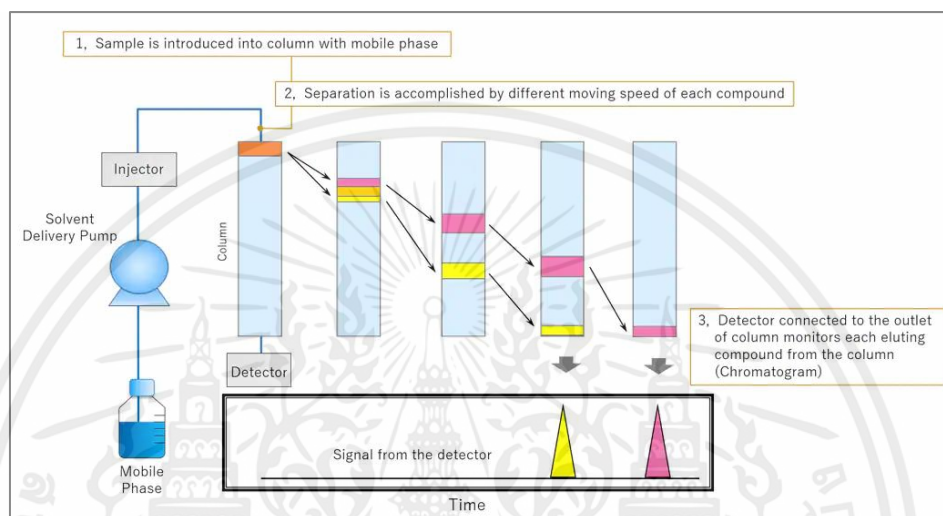 1, Sample is introduced into column with mobile phase
2, Separation is accomplished by different moving speed of each compound
Injector
Solvent
Delivery Pump
Column
3, Detector connected to the outlet
of column monitors each eluting
compound from the column
(Chromatogram)
Detector
Signal from the detector
Mobile
Phase
Time